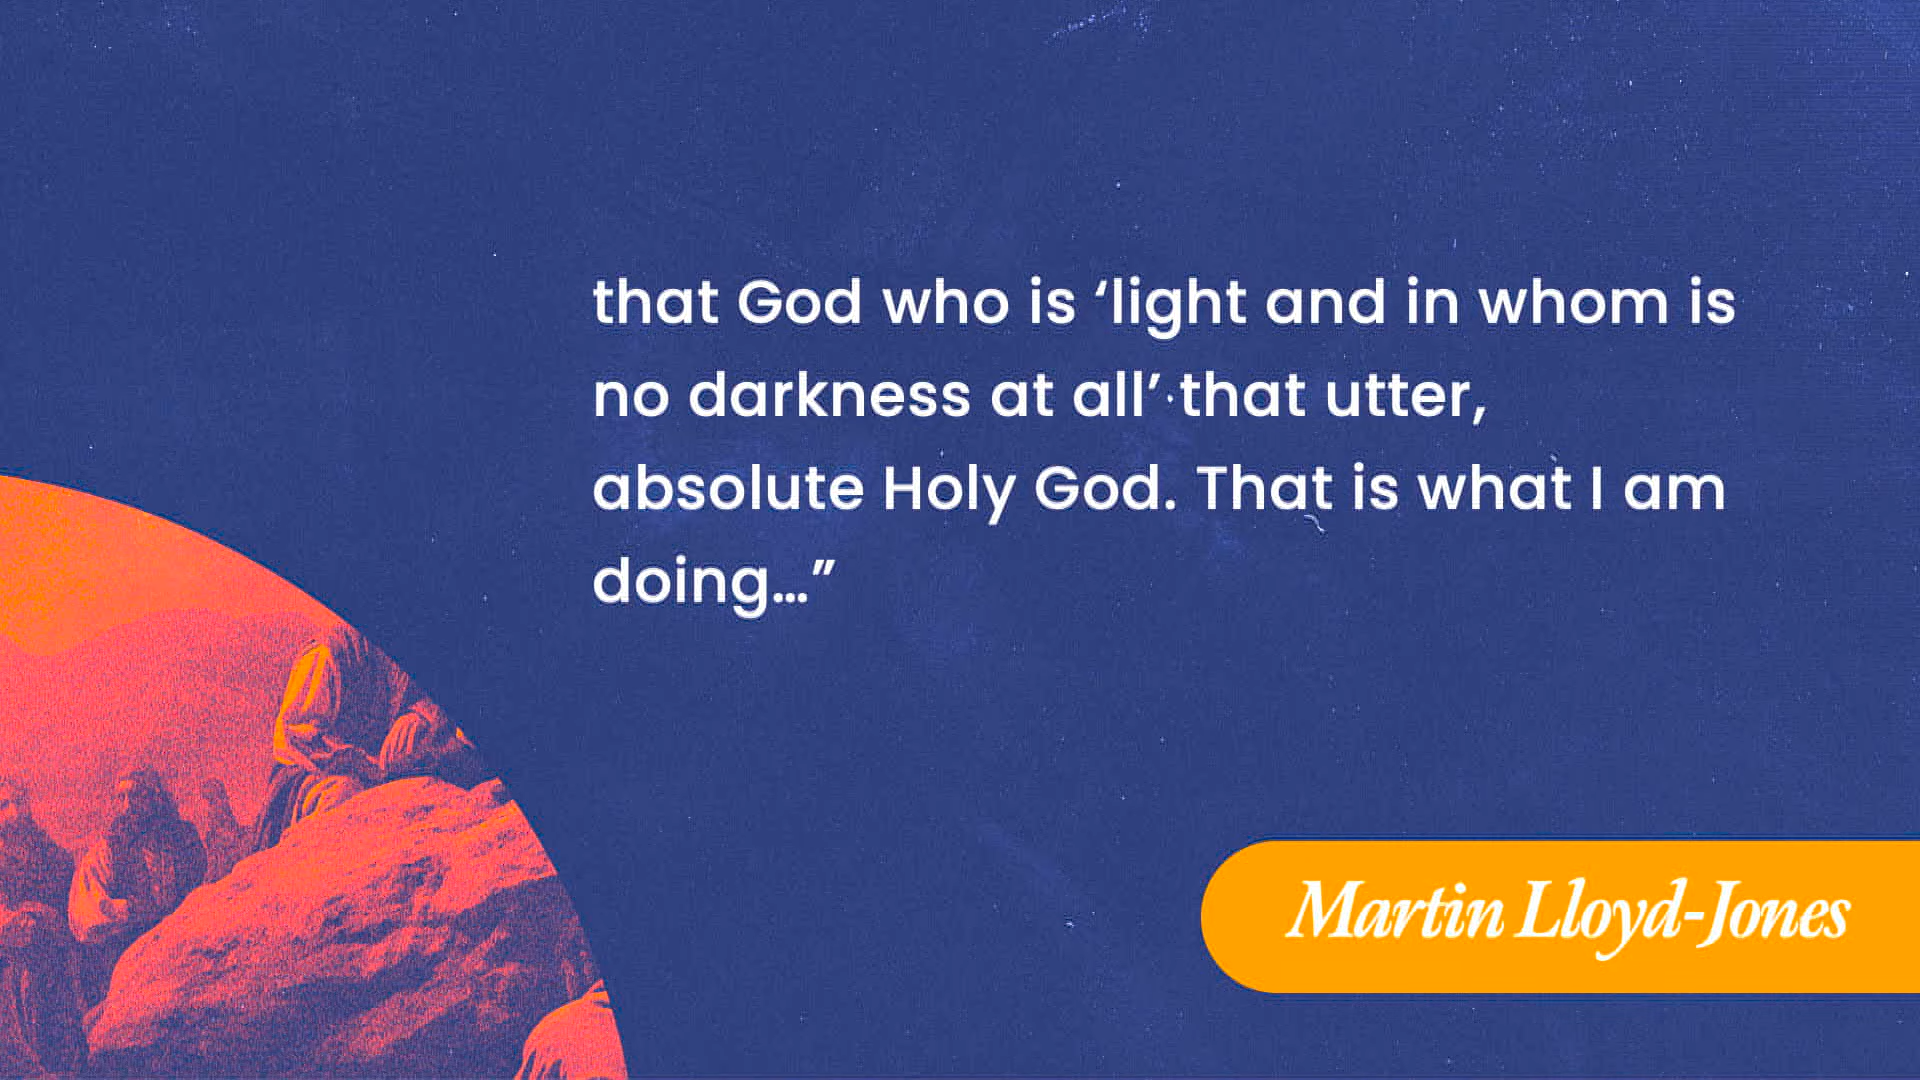 that God who is ‘light and in whom is
no darkness at all’ that utter,
absolute Holy God. That is what I am
doing…”
Martin Lloyd-Jones